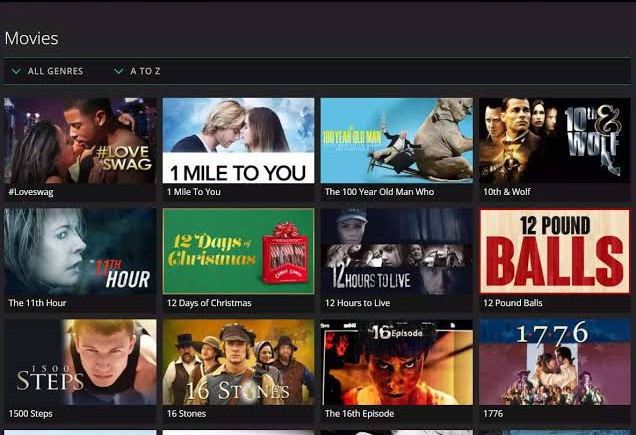 Movies
ALL GENRES
A TO Z
#LOVE
SWAG
1 MILE TO YOU
100 YEAR-OLD MAN
10th &
Wolf
#Loveswag
1 Mile To You
The 100 Year Old Man Who
10th & Wolf
THE 11TH
HOUR
12 Days of
Christmas
CANDY CANES
12 HOURS TO LIVE
12 POUND
BALLS
The 11th Hour
12 Days of Christmas
12 Hours to Live
12 Pound Balls
1500
STEPS
16 STONES
The 16th Episode
1776
1500 Steps
16 Stones
The 16th Episode
1776